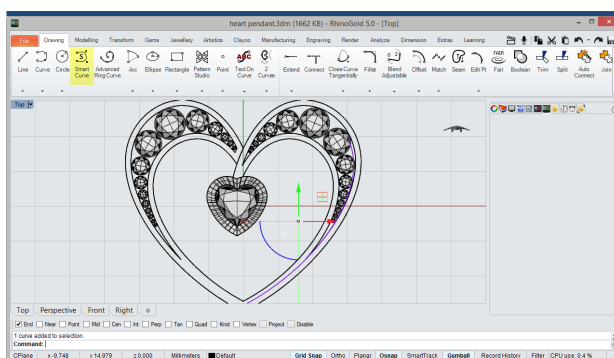 heart pendant.3dm (1662 KB) - RhinoGold 5.0 - [Top]
File Drawing Modelling Transform Gems Jewellery Artistics Clayoo Manufacturing Engraving Render Analyze Dimension Extras Learning
Line Curve Circle Smart Curve Advanced Ring Curve Arc Ellipse Rectangle Pattern Studio Point Text On Curve 2 Curves Extend Connect Close Curve Tangentially Fillet Blend Adjustable Offset Match Seam Edit Pt Fair Boolean Trim Split Auto Connect Join
Top
Top Perspective Front Right
End Near Point Mid Cen Int Perp Tan Quad Knot Vertex Project Disable
1 curve added to selection.
Command:
CPlane x -9.748 y 14.979 z 0.000 Millimeters Default Grid Snap Ortho Planar Osnap SmartTrack Gumball Record History Filter CPU use: 0.4 %